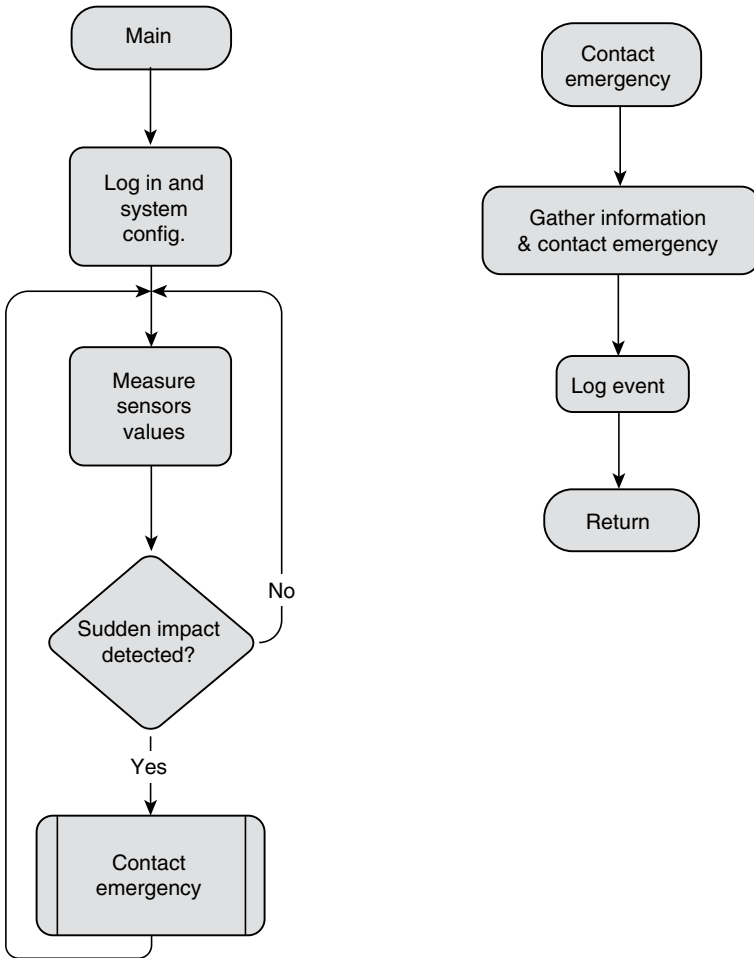 Main
Log in and
system
config.
Measure
sensors
values
Sudden impact
detected?
No
Yes
Contact
emergency
Contact
emergency
Gather information
& contact emergency
Log event
Return